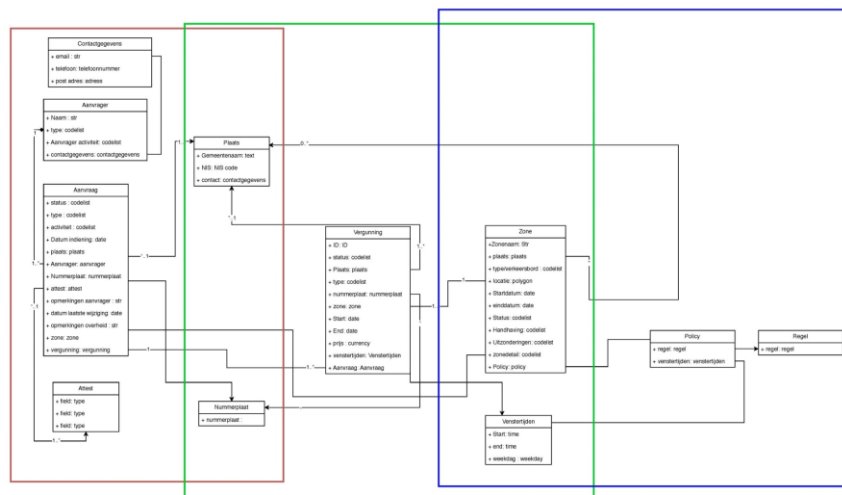 Contactgegevens
+ email : str
+ telefoon: telefoonnummer
+ post adres: adress
Aanvrager
+ Naam : str
+ type: codelist
+ Aanvrager activiteit: codelist
+ contactgegevens: contactgegevens
Aanvraag
+ status : codelist
+ type : codelist
+ activiteit : codelist
+ Datum indiening: date
+ plaats: plaats
+ Aanvrager: aanvrager
+ Nummerplaat: nummerplaat
+ attest: attest
+ opmerkingen aanvrager : str
+ datum laatste wijziging: date
+ opmerkingen overheid : str
+ zone: zone
+ vergunning: vergunning
Attest
+ field: type
+ field: type
+ field: type
Plaats
+ Gemeentenaam: text
+ NIS: NIS code
+ contact: contactgegevens
Nummerplaat
+ nummerplaat :
Vergunning
+ ID: ID
+ status: codelist
+ Plaats: plaats
+ type: codelist
+ nummerplaat: nummerplaat
+ zone: zone
+ Start: date
+ End: date
+ prijs : currency
+ venstertijden: Venstertijden
+ Aanvraag: Aanvraag
Zone
+Zonenaam: Str
+ plaats: plaats
+ type/verkeersbord : codelist
+ locatie: polygon
+ Startdatum: date
+ einddatum: date
+ Status: codelist
+ Handhaving: codelist
+ Uitzonderingen: codelist
+ zonedetail: codelist
+ Policy: policy
Venstertijden
+ Start: time
+ end: time
+ weekdag : weekday
Policy
+ regel: regel
+ venstertijden: venstertijden
Regel
+ regel: regel
0..*
1..*
1..*
1..*
1..*